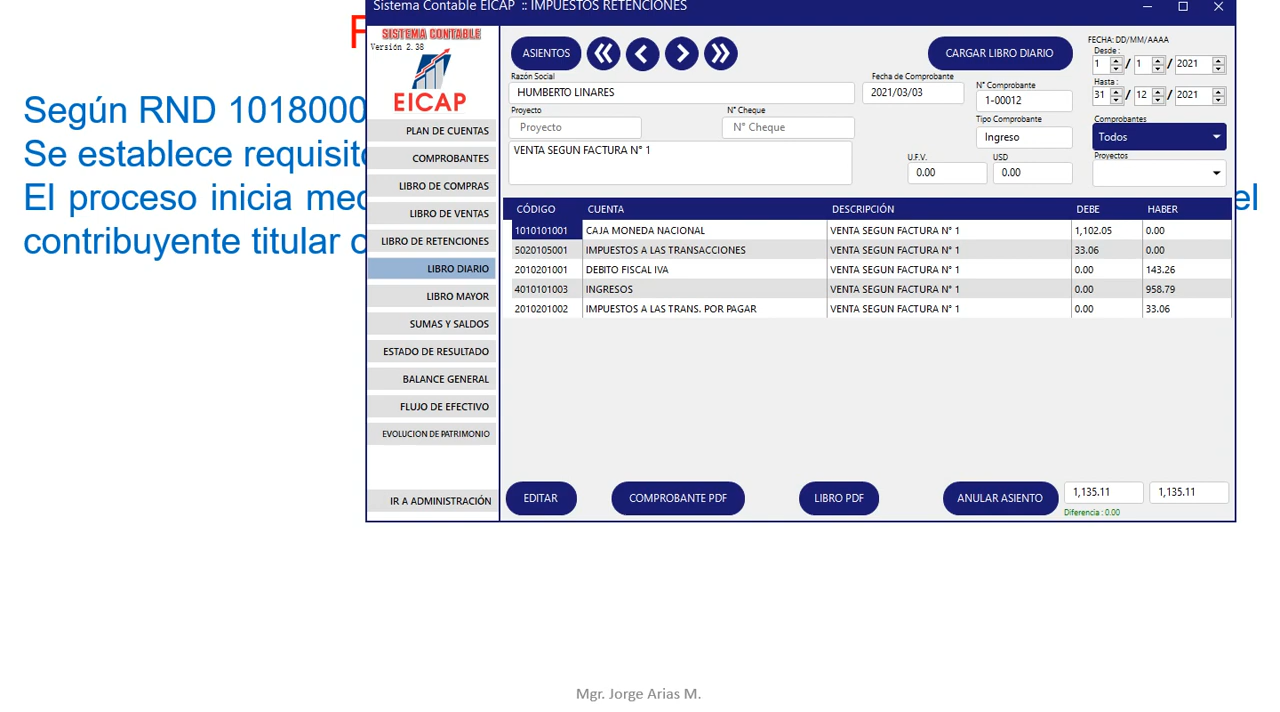 Sistema Contable EICAP :: IMPUESTOS RETENCIONES
SISTEMA CONTABLE
Versión 2.38
EICAP
PLAN DE CUENTAS
COMPROBANTES
LIBRO DE COMPRAS
LIBRO DE VENTAS
LIBRO DE RETENCIONES
LIBRO DIARIO
LIBRO MAYOR
SUMAS Y SALDOS
ESTADO DE RESULTADO
BALANCE GENERAL
FLUJO DE EFECTIVO
EVOLUCION DE PATRIMONIO
IR A ADMINISTRACIÓN
ASIENTOS
CARGAR LIBRO DIARIO
FECHA: DD/MM/AAAA
Desde :
1 / 1 / 2021
Hasta :
31 / 12 / 2021
Razón Social
HUMBERTO LINARES
Fecha de Comprobante
2021/03/03
N° Comprobante
1-00012
Proyecto
Proyecto
N° Cheque
N° Cheque
Tipo Comprobante
Ingreso
Comprobantes
Todos
VENTA SEGUN FACTURA N° 1
U.F.V.
0.00
USD
0.00
Proyectos
CÓDIGO CUENTA DESCRIPCIÓN DEBE HABER
1010101001 CAJA MONEDA NACIONAL VENTA SEGUN FACTURA N° 1 1,102.05 0.00
5020105001 IMPUESTOS A LAS TRANSACCIONES VENTA SEGUN FACTURA N° 1 33.06 0.00
2010201001 DEBITO FISCAL IVA VENTA SEGUN FACTURA N° 1 0.00 143.26
4010101003 INGRESOS VENTA SEGUN FACTURA N° 1 0.00 958.79
2010201002 IMPUESTOS A LAS TRANS. POR PAGAR VENTA SEGUN FACTURA N° 1 0.00 33.06
EDITAR
COMPROBANTE PDF
LIBRO PDF
ANULAR ASIENTO
1,135.11 1,135.11
Diferencia : 0.00
Según RND 1018000
Se establece
El proceso inicia el
contribuyente titular
Mgr. Jorge Arias M.